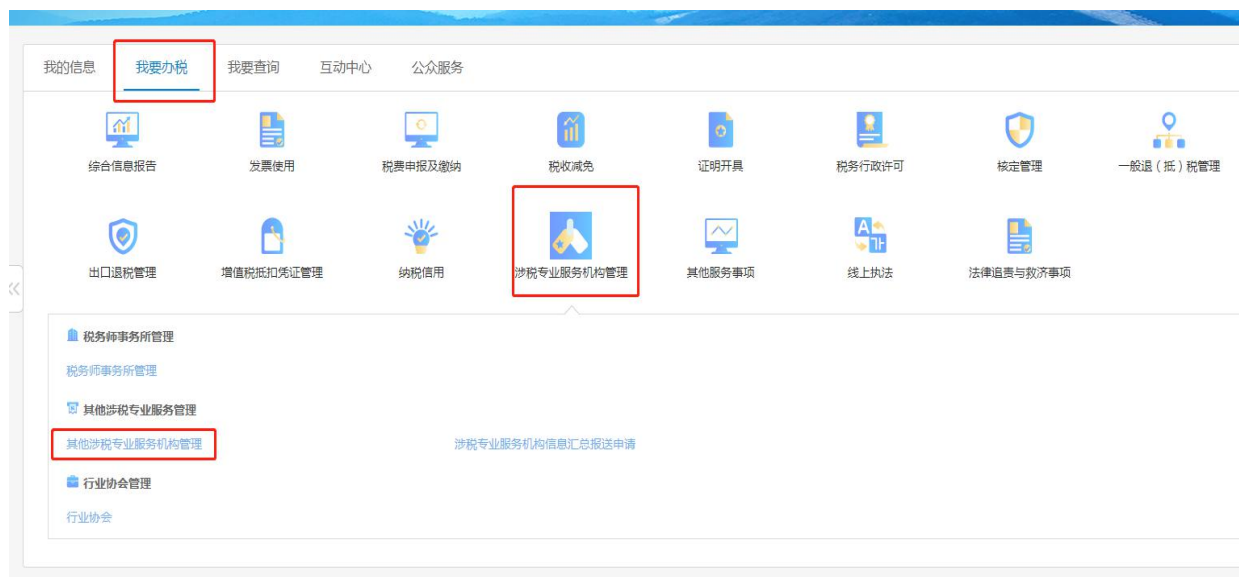 我的信息 我要办税 我要查询 互动中心 公众服务
综合信息报告 发票使用 税费申报及缴纳 税收减免 证明开具 税务行政许可 核定管理 一般退（抵）税管理
出口退税管理 增值税抵扣凭证管理 纳税信用 涉税专业服务机构管理 其他服务事项 线上执法 法律追责与救济事项
税务师事务所管理
税务师事务所管理
其他涉税专业服务管理
其他涉税专业服务机构管理 涉税专业服务机构信息汇总报送申请
行业协会管理
行业协会